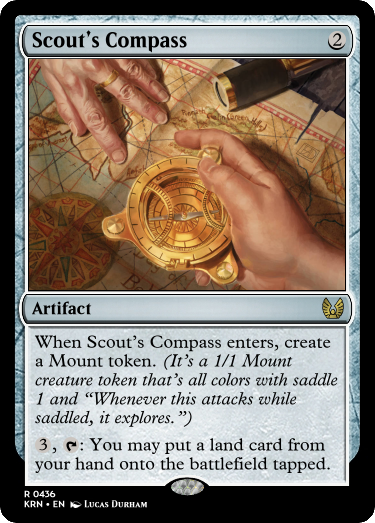 Scout's Compass 2
Artifact
When Scout's Compass enters, create
a Mount token. (It's a 1/1 Mount
creature token that's all colors with saddle
1 and “Whenever this attacks while
saddled, it explores.”)
3, : You may put a land card from
your hand onto the battlefield tapped.
R 0436
KRN • EN Lucas Durham